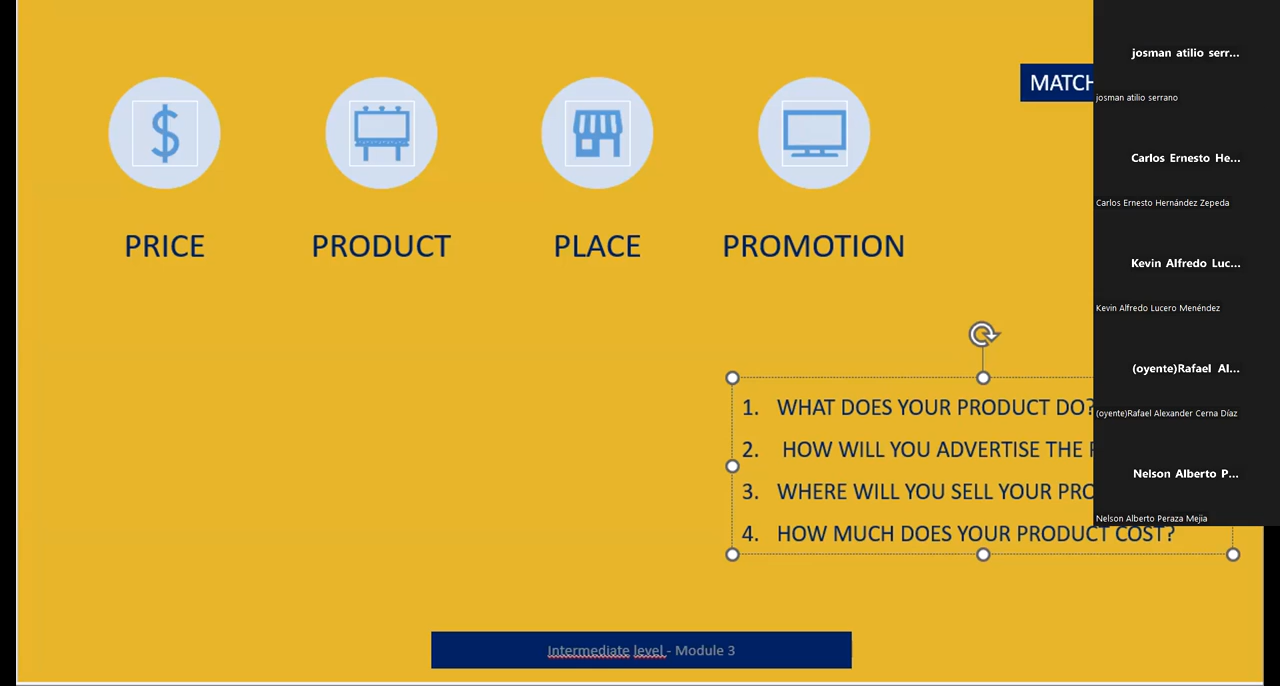 MATCH
PRICE PRODUCT PLACE PROMOTION
1. WHAT DOES YOUR PRODUCT DO?
2. HOW WILL YOU ADVERTISE THE
3. WHERE WILL YOU SELL YOUR PRO
4. HOW MUCH DOES YOUR PRODUCT COST?
Intermediate level - Module 3
josman atilio serr...
josman atilio serrano
Carlos Ernesto He...
Carlos Ernesto Hernández Zepeda
Kevin Alfredo Luc...
Kevin Alfredo Lucero Menéndez
(oyente)Rafael Al...
(oyente)Rafael Alexander Cerna Díaz
Nelson Alberto P...
Nelson Alberto Peraza Mejia